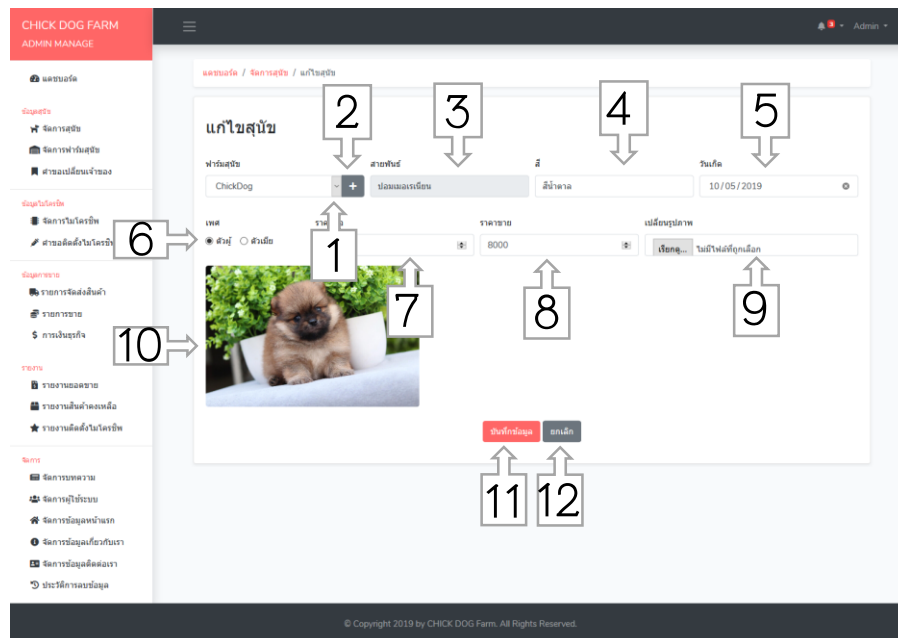 CHICK DOG FARM
ADMIN MANAGE
3
Admin
แดชบอร์ด
ข้อมูลสุนัข
จัดการสุนัข
จัดการฟาร์มสุนัข
คำขอเปลี่ยนเจ้าของ
ข้อมูลไมโครชิพ
จัดการไมโครชิพ
คำขอติดตั้งไมโครชิพ
ข้อมูลการขาย
รายการจัดส่งสินค้า
รายการขาย
$ การเงินธุรกิจ
รายงาน
รายงานยอดขาย
รายงานสินค้าคงเหลือ
รายงานติดตั้งไมโครชิพ
จัดการ
จัดการบทความ
จัดการผู้ใช้ระบบ
จัดการข้อมูลหน้าแรก
จัดการข้อมูลเกี่ยวกับเรา
จัดการข้อมูลติดต่อเรา
ประวัติการลบข้อมูล
แดชบอร์ด / จัดการสุนัข / แก้ไขสุนัข
แก้ไขสุนัข
2
3
4
5
ฟาร์มสุนัข
สายพันธ์
สี
วันเกิด
ChickDog
+
ปอมเมอเรเนียน
สีน้ำตาล
10/05/2019
เพศ
ราคาขาย
เปลี่ยนรูปภาพ
6
ตัวผู้
ตัวเมีย
1
8000
เรียกดู...
ไม่มีไฟล์ที่ถูกเลือก
7
8
9
10
บันทึกข้อมูล
ยกเลิก
11
12
© Copyright 2019 by CHICK DOG Farm. All Rights Reserved.